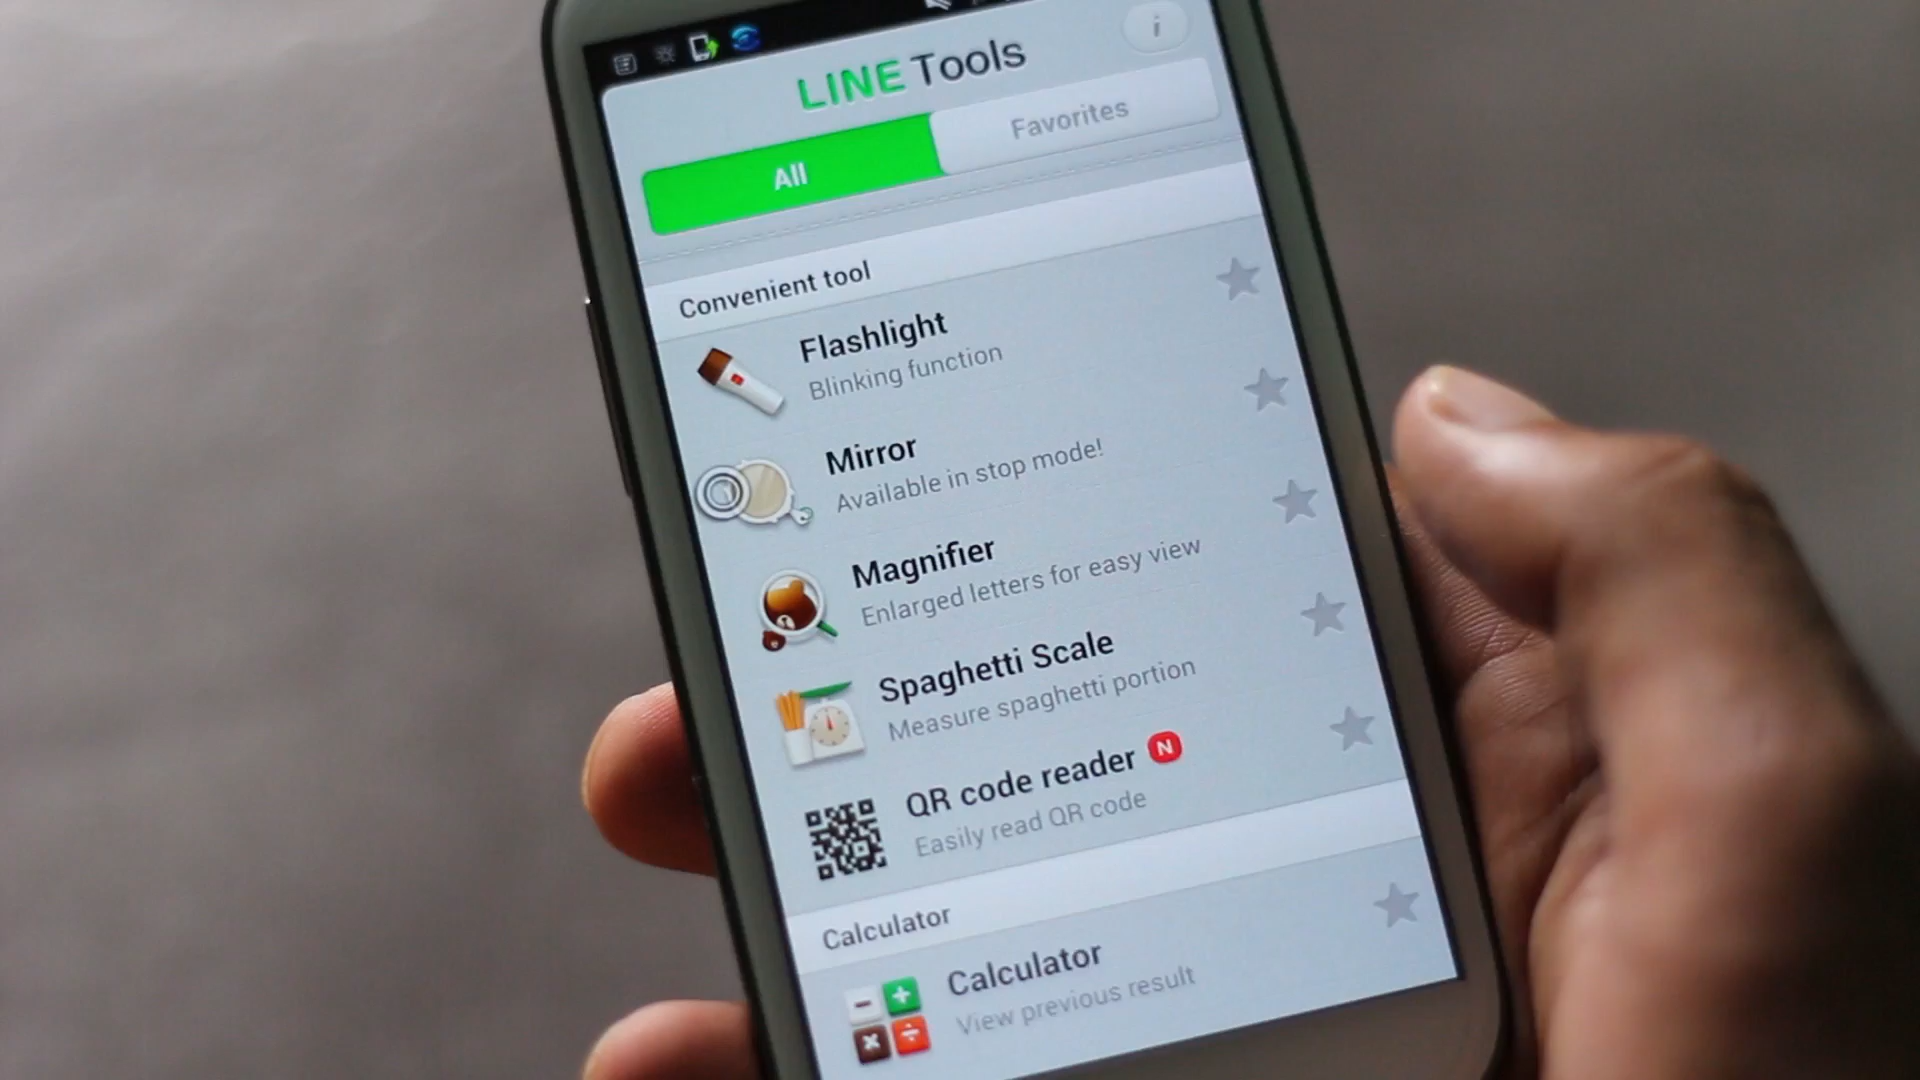 LINE Tools
i
All
Favorites
Convenient tool
Flashlight
Blinking function
Mirror
Available in stop mode!
Magnifier
Enlarged letters for easy view
Spaghetti Scale
Measure spaghetti portion
QR code reader N
Easily read QR code
Calculator
Calculator
View previous result